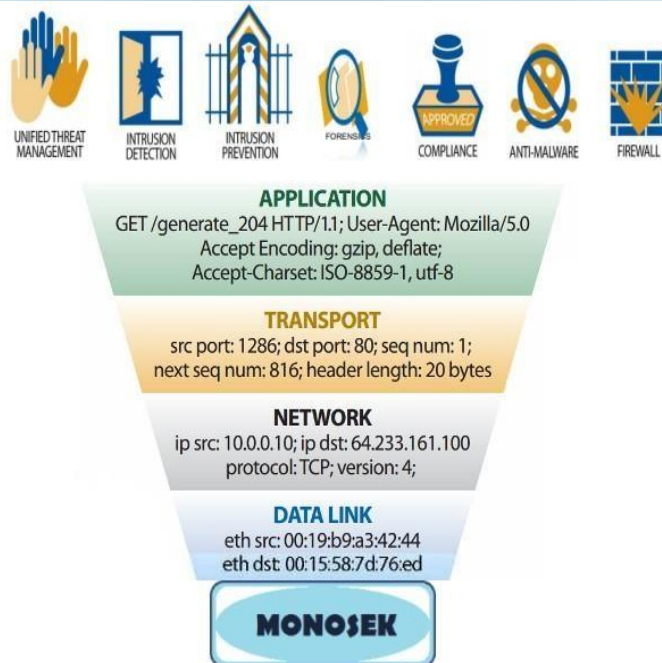 UNIFIED THREAT
MANAGEMENT
INTRUSION
DETECTION
INTRUSION
PREVENTION
FORENSICS
APPROVED
COMPLIANCE
ANTI-MALWARE
FIREWALL
APPLICATION
GET /generate_204 HTTP/1.1; User-Agent: Mozilla/5.0
Accept Encoding: gzip, deflate;
Accept-Charset: ISO-8859-1, utf-8
TRANSPORT
src port: 1286; dst port: 80; seq num: 1;
next seq num: 816; header length: 20 bytes
NETWORK
ip src: 10.0.0.10; ip dst: 64.233.161.100
protocol: TCP; version: 4;
DATA LINK
eth src: 00:19:b9:a3:42:44
eth dst: 00:15:58:7d:76:ed
MONOSEK